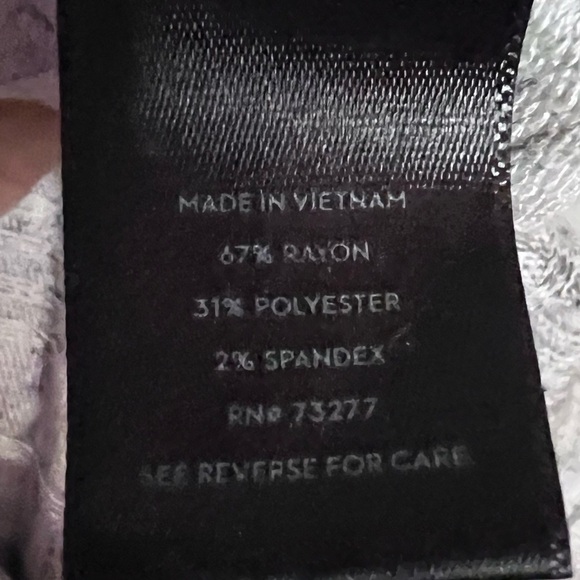 MADE IN VIETNAM
67% RAYON
31% POLYESTER
2% SPANDEX
RN# 73277
SEE REVERSE FOR CARE